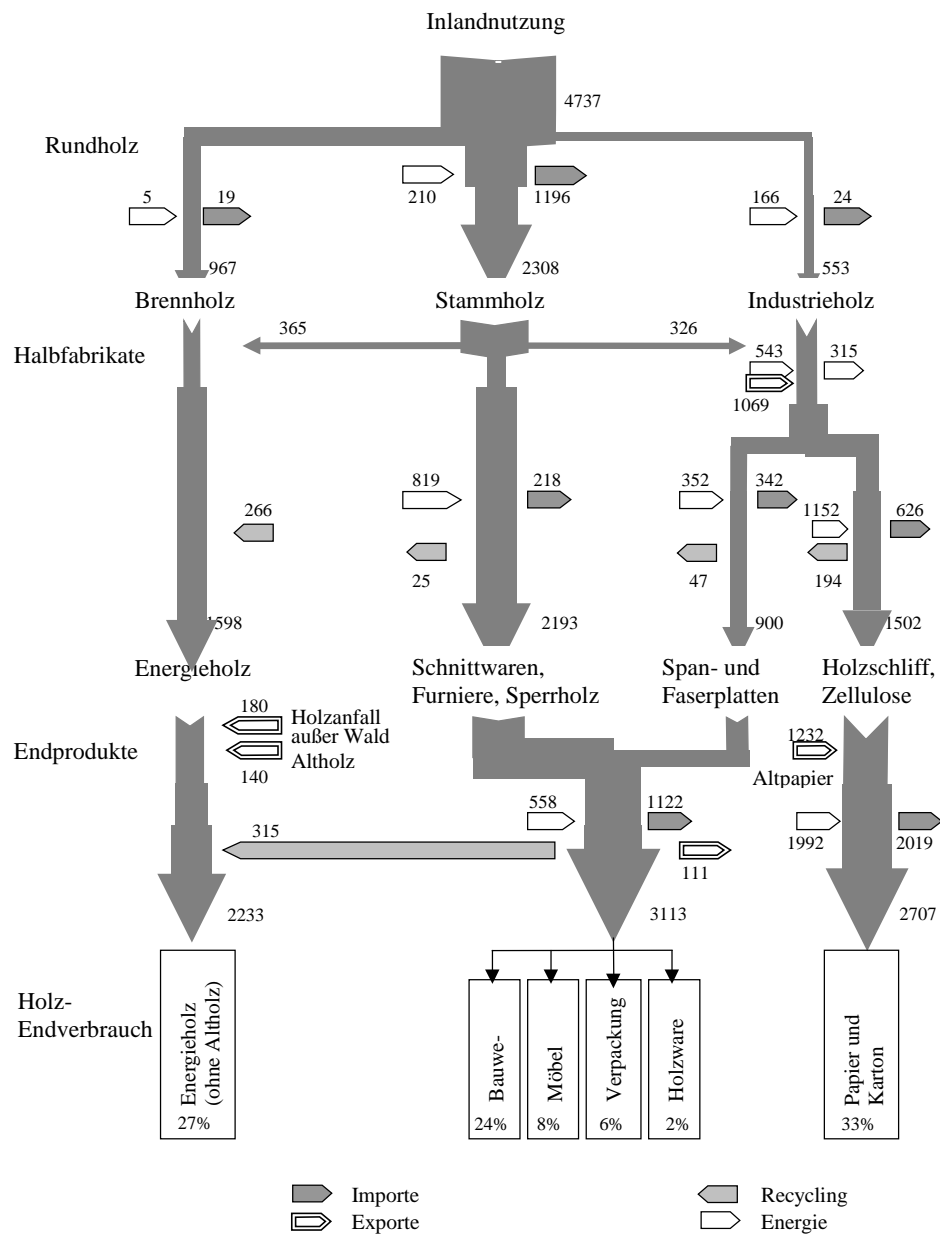 Inlandnutzung
4737
Rundholz
5
19
210
1196
166
24
967
2308
553
Brennholz
Stammholz
Industrieholz
365
326
Halbfabrikate
543
315
1069
819
218
352
342
266
1152
626
25
47
194
1598
2193
900
1502
Energieholz
Schnittwaren,
Furniere, Sperrholz
Span- und
Faserplatten
Holzschliff,
Zellulose
180
Holzanfall
außer Wald
Altholz
140
Endprodukte
1232
Altpapier
558
1122
315
111
1992
2019
2233
3113
2707
Holz-
Endverbrauch
Energieholz
(ohne Altholz)
27%
Bauwe-
24%
Möbel
8%
Verpackung
6%
Holzware
2%
Papier und
Karton
33%
Importe
Recycling
Exporte
Energie